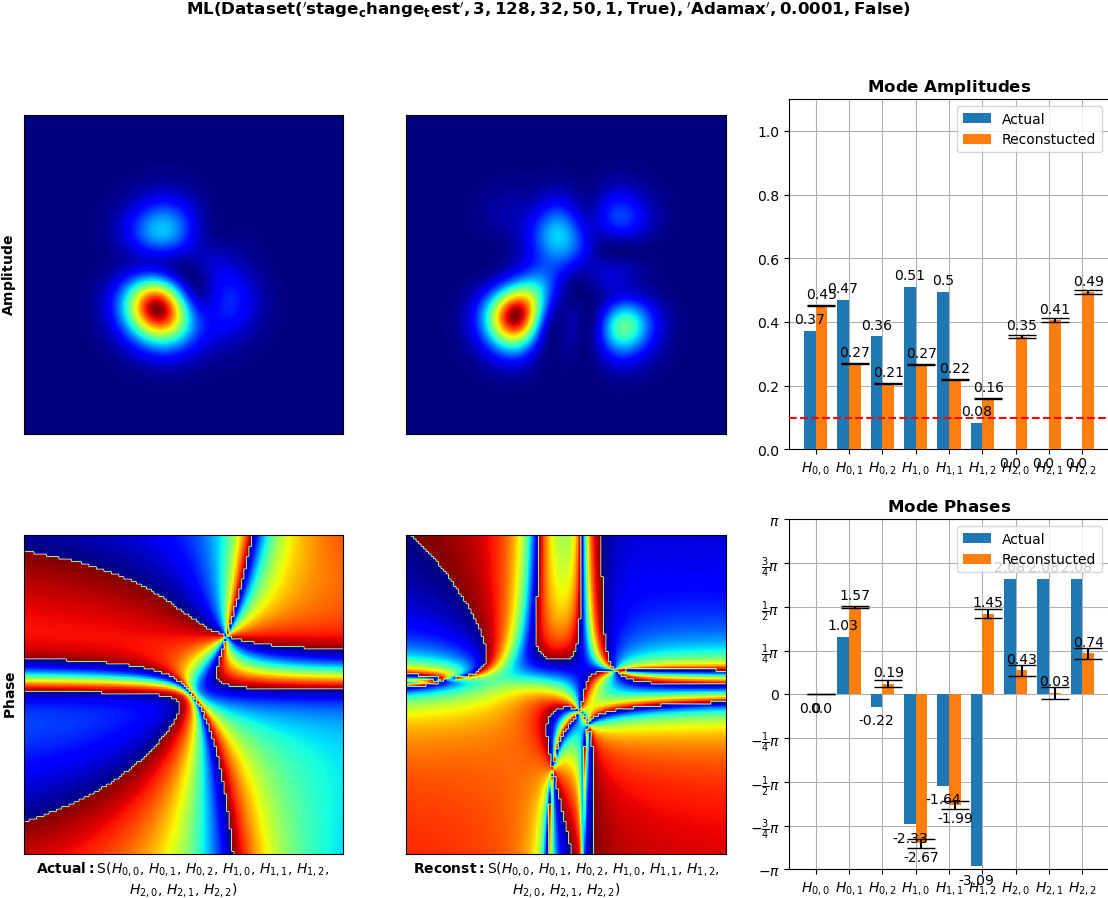 ML(Dataset('stage_change_test', 3, 128, 32, 50, 1, True), 'Adamax', 0.0001, False)
Amplitude
Mode Amplitudes
Actual
Reconstucted
1.0
0.8
0.6
0.4
0.2
0.0
0.37
0.45
0.47
0.27
0.36
0.21
0.51
0.27
0.5
0.22
0.08
0.16
0.0
0.35
0.0
0.41
0.0
0.49
H0,0 H0,1 H0,2 H1,0 H1,1 H1,2 H2,0 H2,1 H2,2
Phase
Mode Phases
Actual
Reconstucted
π
3/4π
1/2π
1/4π
0
−1/4π
−1/2π
−3/4π
−π
0.0
0.0
1.03
1.57
-0.22
0.19
-2.33
-2.67
-1.64
-1.99
-3.09
1.45
2.08
0.43
2.08
0.03
2.08
0.74
H0,0 H0,1 H0,2 H1,0 H1,1 H1,2 H2,0 H2,1 H2,2
Actual: S(H0,0, H0,1, H0,2, H1,0, H1,1, H1,2,
H2,0, H2,1, H2,2)
Reconst: S(H0,0, H0,1, H0,2, H1,0, H1,1, H1,2,
H2,0, H2,1, H2,2)